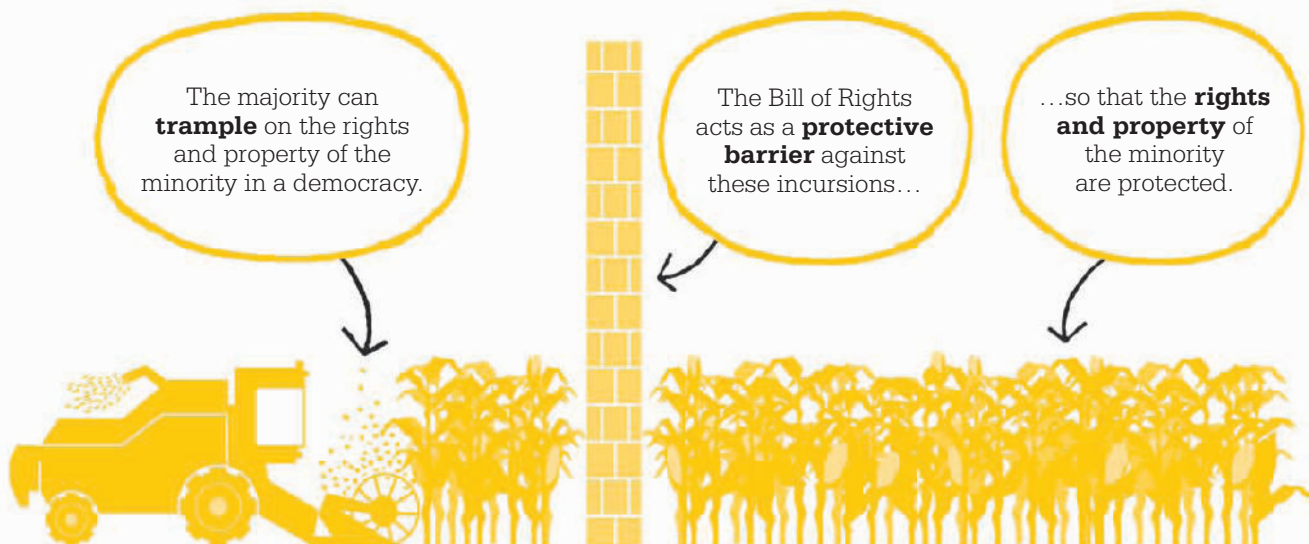 The majority can
trample on the rights
and property of the
minority in a democracy.
The Bill of Rights
acts as a protective
barrier against
these incursions…
…so that the rights
and property of
the minority
are protected.